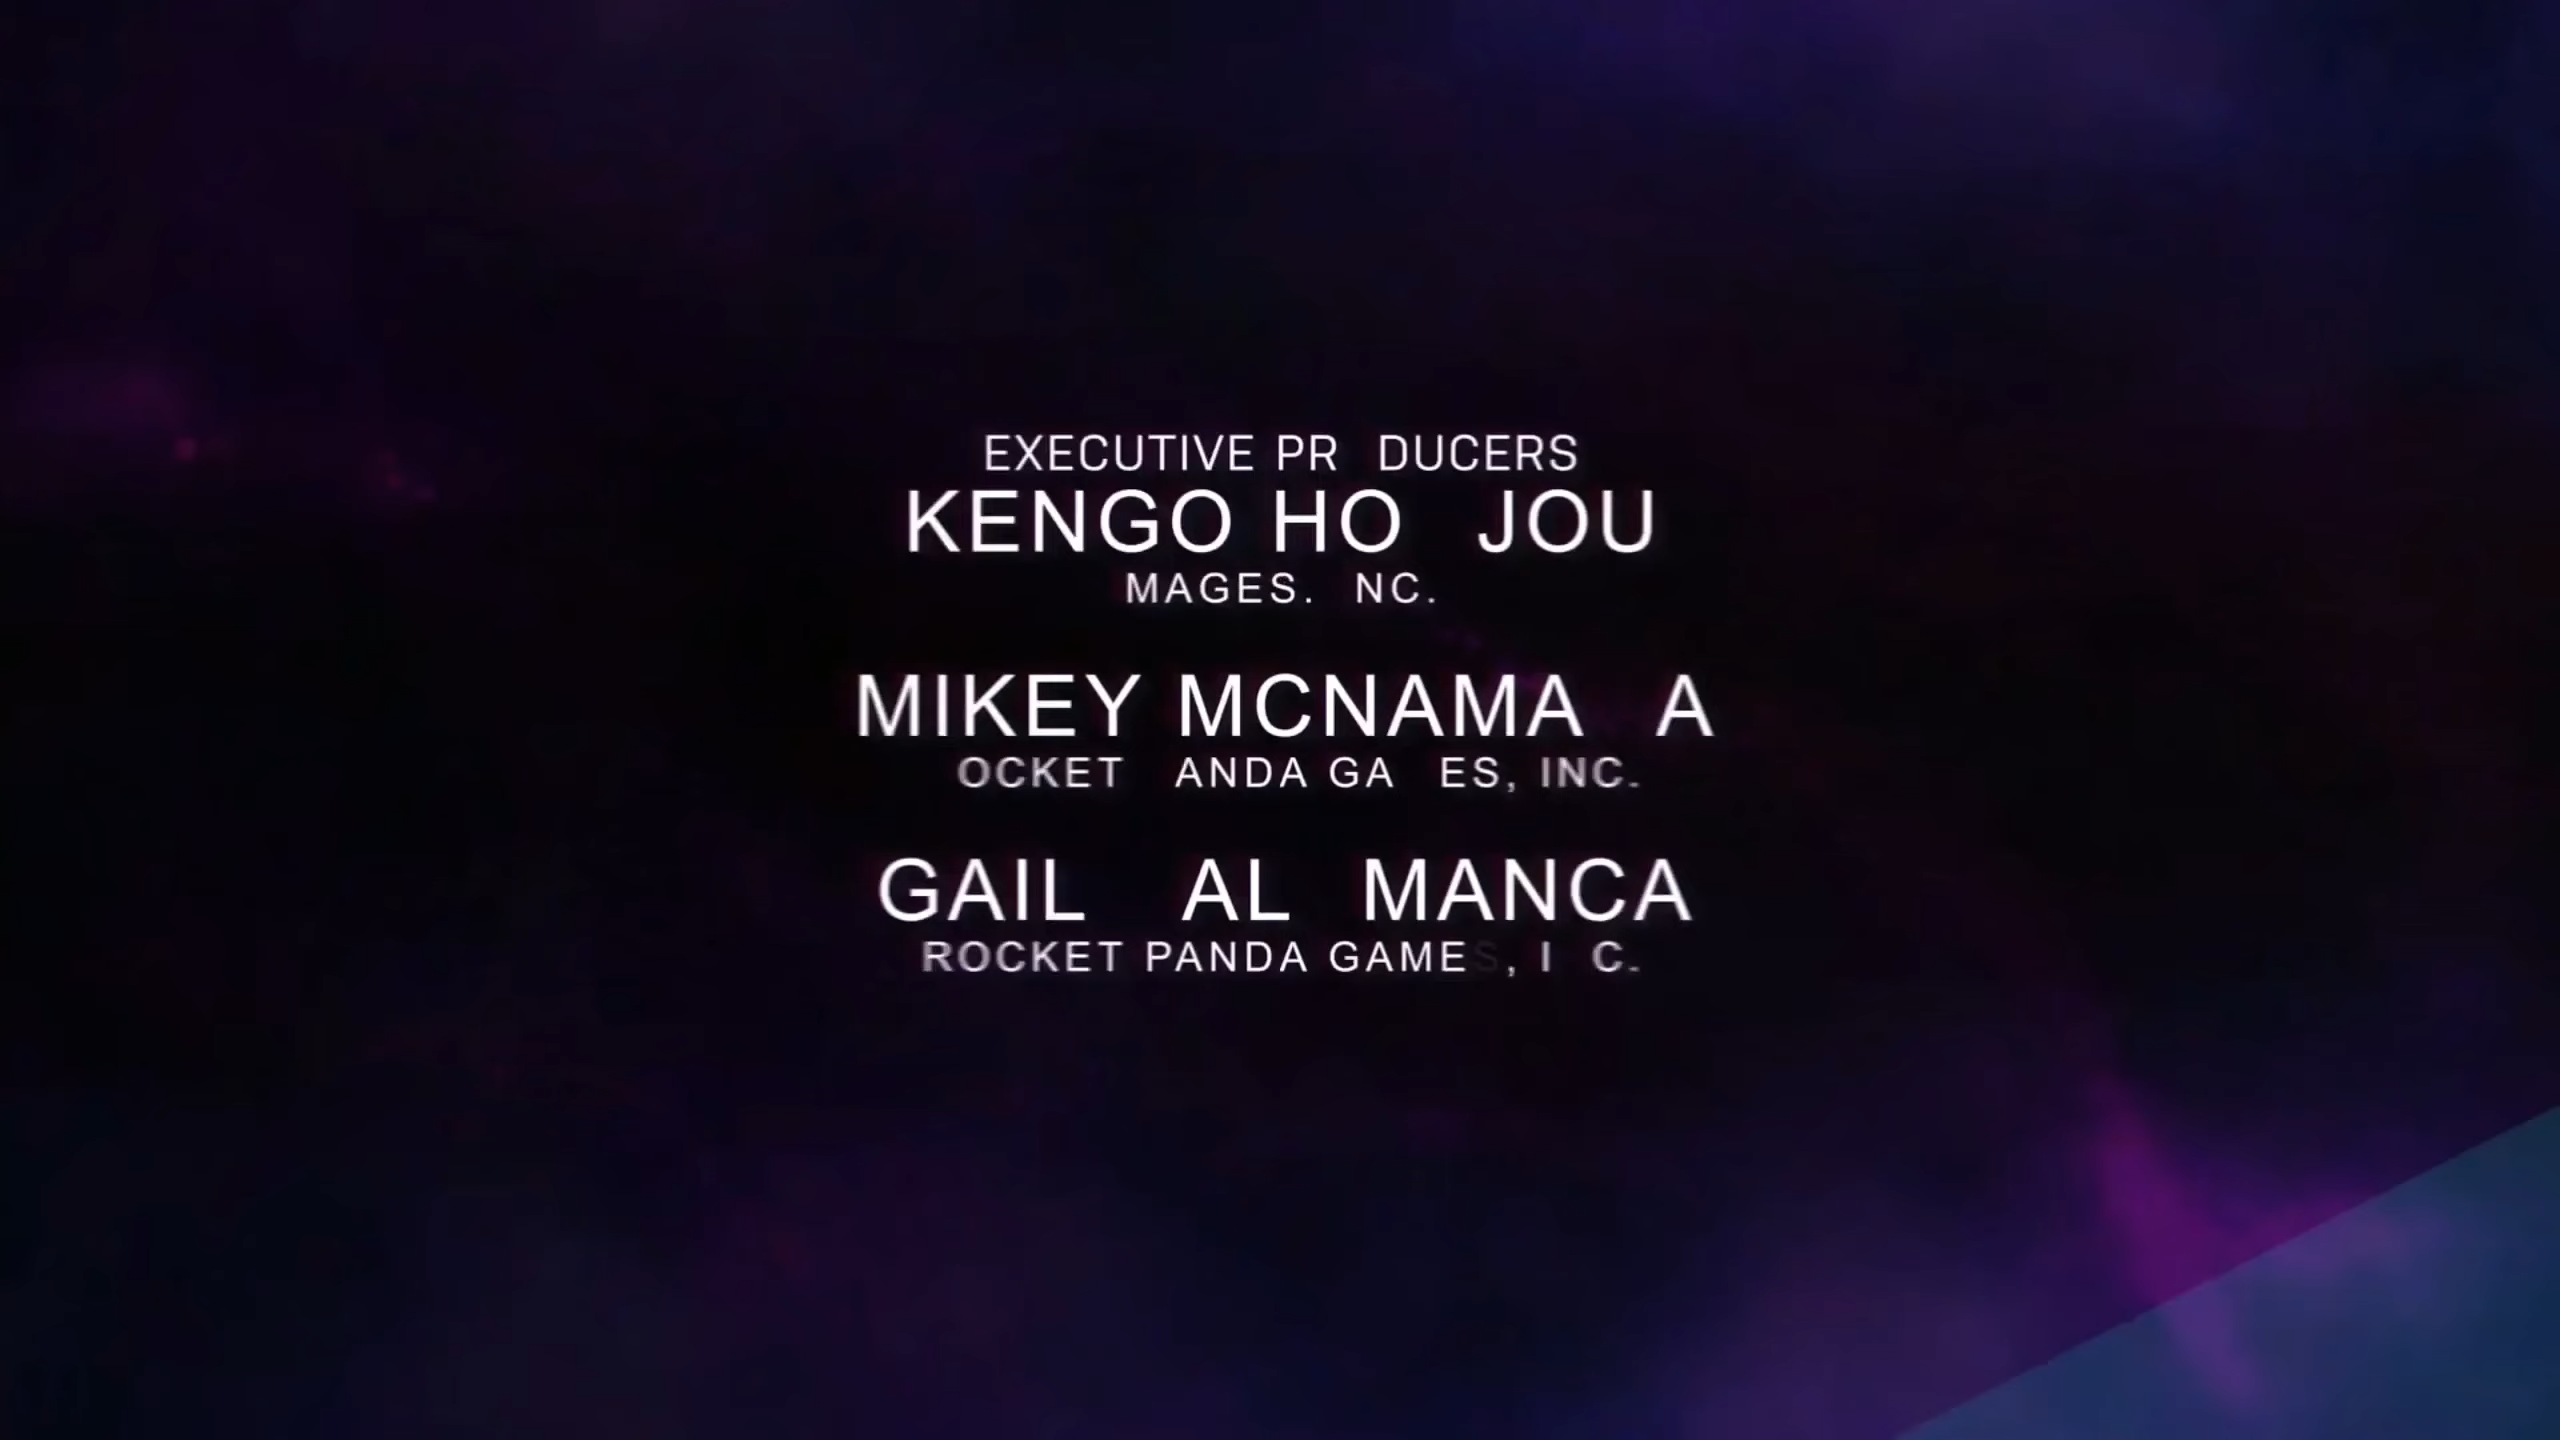 EXECUTIVE PR DUCERS
KENGO HO JOU
MAGES. NC.
MIKEY MCNAMA A
OCKET ANDA GA ES, INC.
GAIL AL MANCA
ROCKET PANDA GAMES, I C.